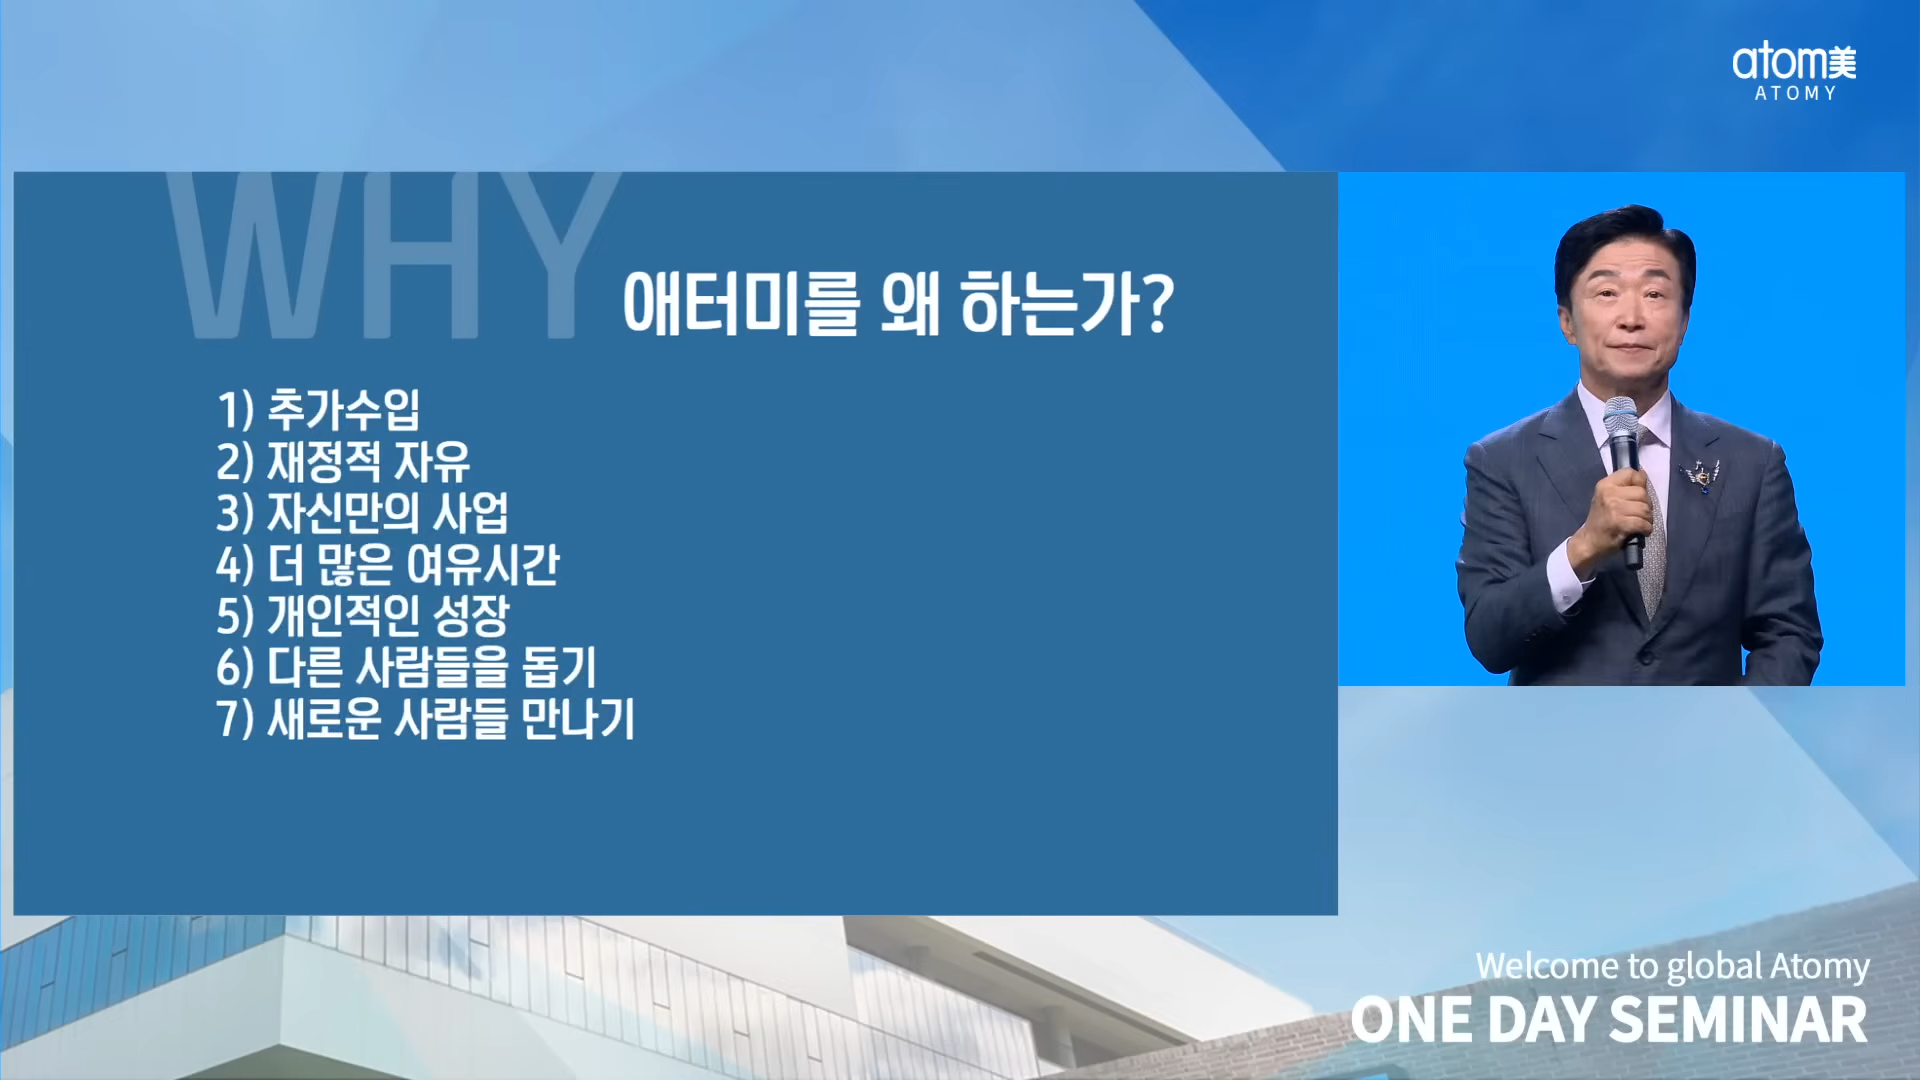 atom美
ATOMY
WHY
애터미를 왜 하는가?
1) 추가수입
2) 재정적 자유
3) 자신만의 사업
4) 더 많은 여유시간
5) 개인적인 성장
6) 다른 사람들을 돕기
7) 새로운 사람들 만나기
Welcome to global Atomy
ONE DAY SEMINAR